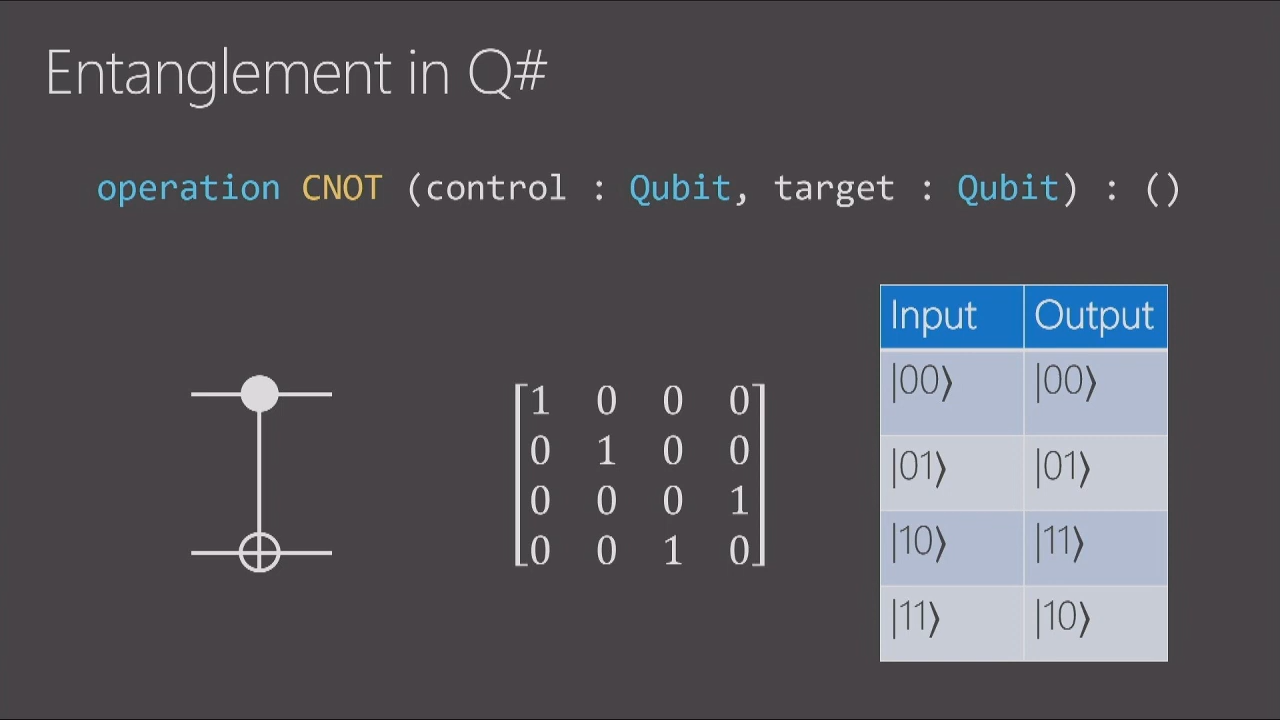 Entanglement in Q#
operation CNOT (control : Qubit, target : Qubit) : ()
1 0 0 0
0 1 0 0
0 0 0 1
0 0 1 0
Input Output
|00⟩ |00⟩
|01⟩ |01⟩
|10⟩ |11⟩
|11⟩ |10⟩